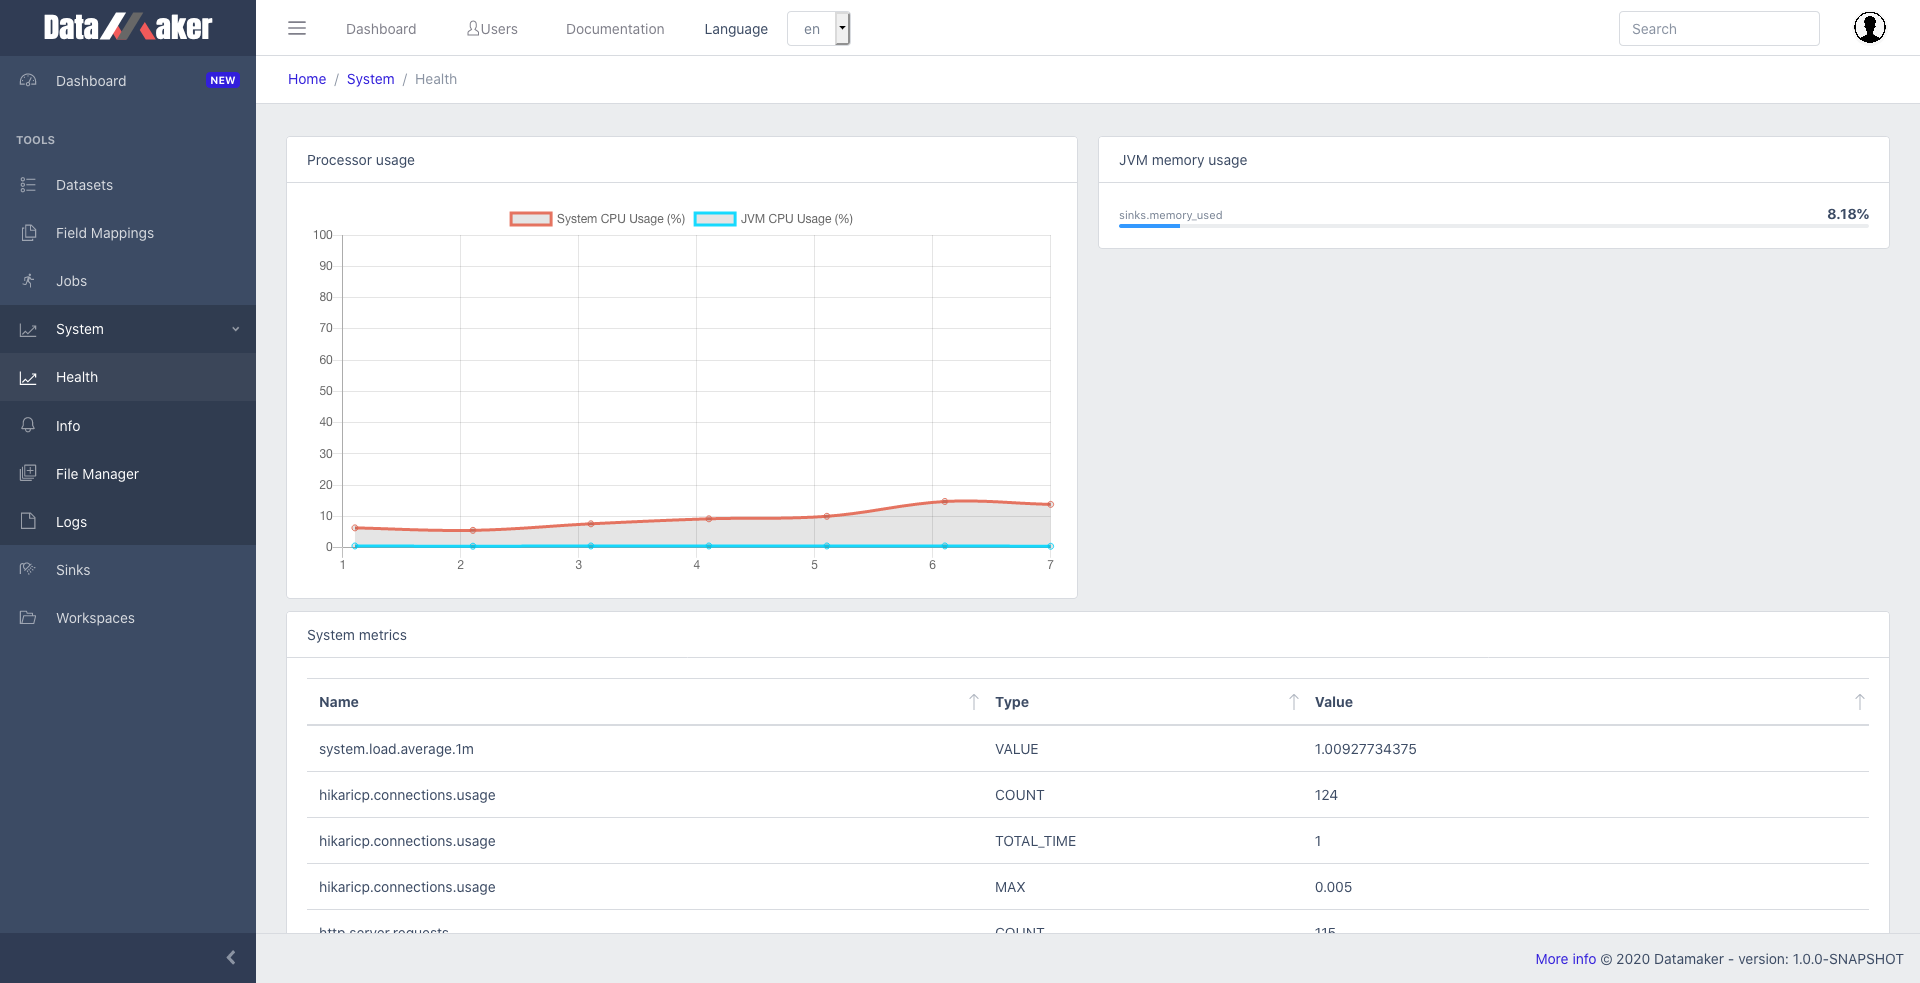 Data Maker
Dashboard NEW
TOOLS
Datasets
Field Mappings
Jobs
System
Health
Info
File Manager
Logs
Sinks
Workspaces
Dashboard Users Documentation Language en Search
Home / System / Health
Processor usage
System CPU Usage (%) JVM CPU Usage (%)
100
90
80
70
60
50
40
30
20
10
0
1 2 3 4 5 6 7
JVM memory usage
sinks.memory_used 8.18%
System metrics
Name Type Value
system.load.average.1m VALUE 1.00927734375
hikaricp.connections.usage COUNT 124
hikaricp.connections.usage TOTAL_TIME 1
hikaricp.connections.usage MAX 0.005
http.server.requests COUNT 115
More info © 2020 Datamaker - version: 1.0.0-SNAPSHOT